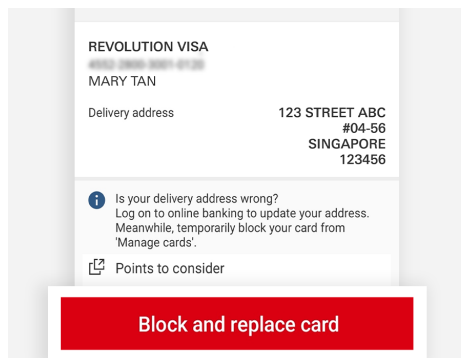 REVOLUTION VISA
MARY TAN
Delivery address
123 STREET ABC
#04-56
SINGAPORE
123456
Is your delivery address wrong?
Log on to online banking to update your address.
Meanwhile, temporarily block your card from
'Manage cards'.
Points to consider
Block and replace card